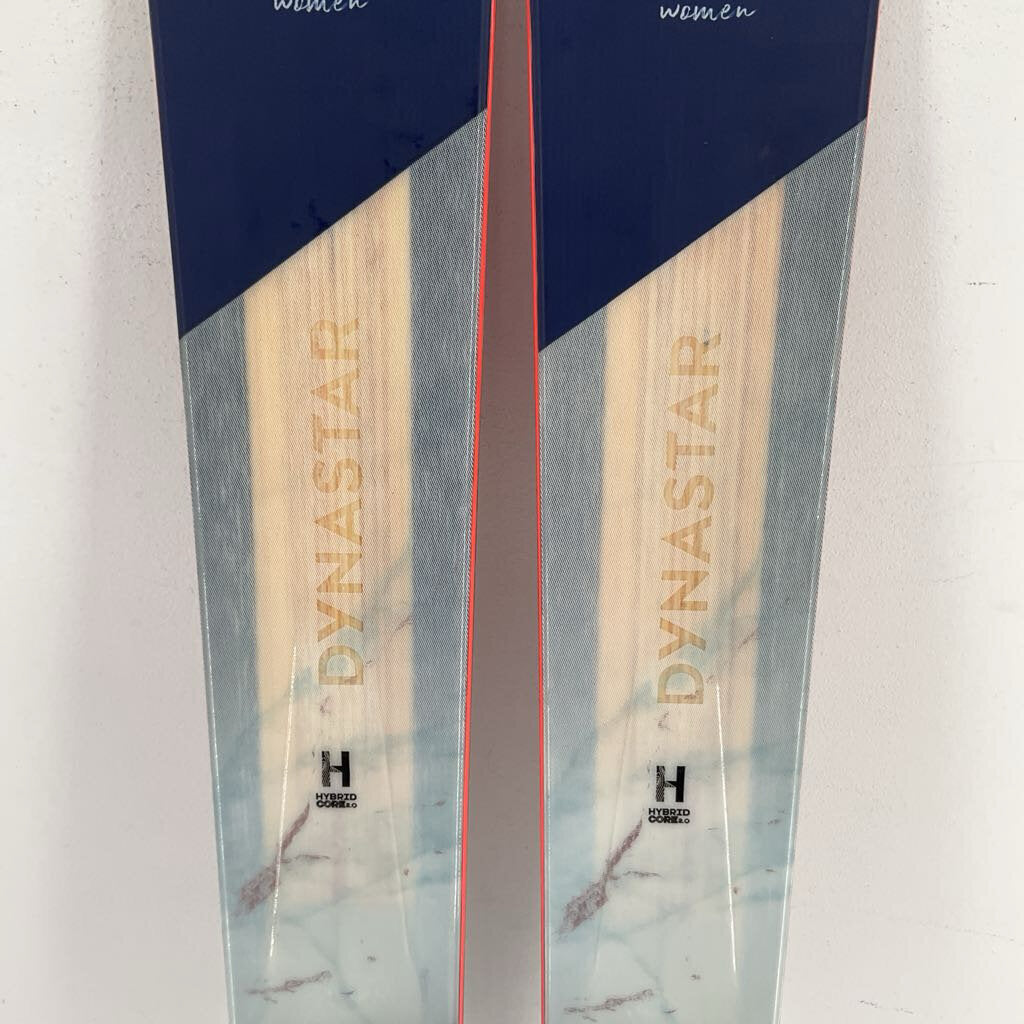 women
DYNASTAR
H
HYBRID
CORE 2.0
women
DYNASTAR
H
HYBRID
CORE 2.0